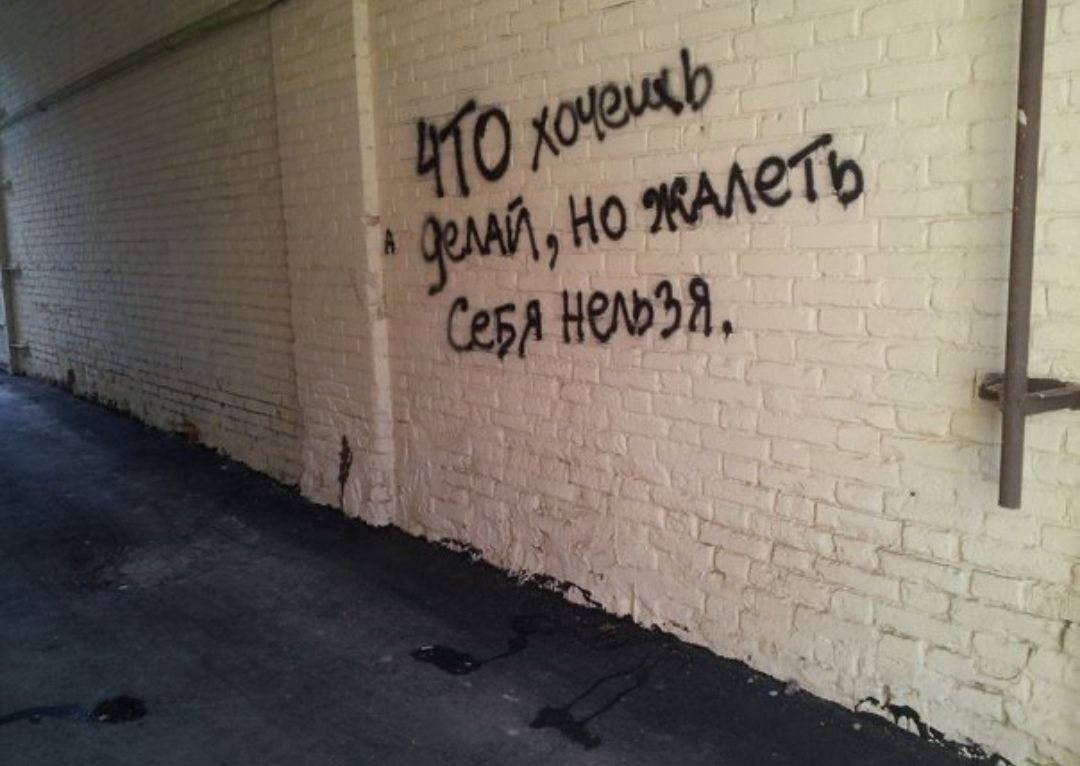 ЧТО хочешь
делай, но жалеть
Себя нельзя.